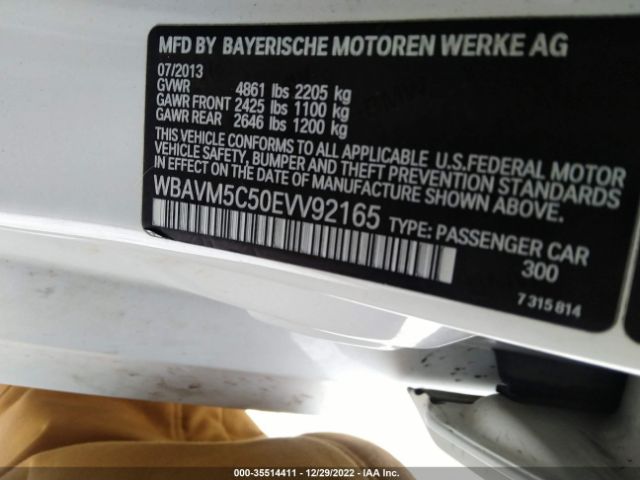 MFD BY BAYERISCHE MOTOREN WERKE AG
07/2013
GVWR 4861 lbs 2205 kg
GAWR FRONT 2425 lbs 1100 kg
GAWR REAR 2646 lbs 1200 kg
THIS VEHICLE CONFORMS TO ALL APPLICABLE U.S.FEDERAL MOTOR
VEHICLE SAFETY, BUMPER AND THEFT PREVENTION STANDARDS
IN EFFECT ON THE DATE OF MANUFACTURE SHOWN ABOVE.
WBAVM5C50EVV92165 TYPE: PASSENGER CAR
300
7 315 814
000-35514411 - 12/29/2022 - IAA Inc.